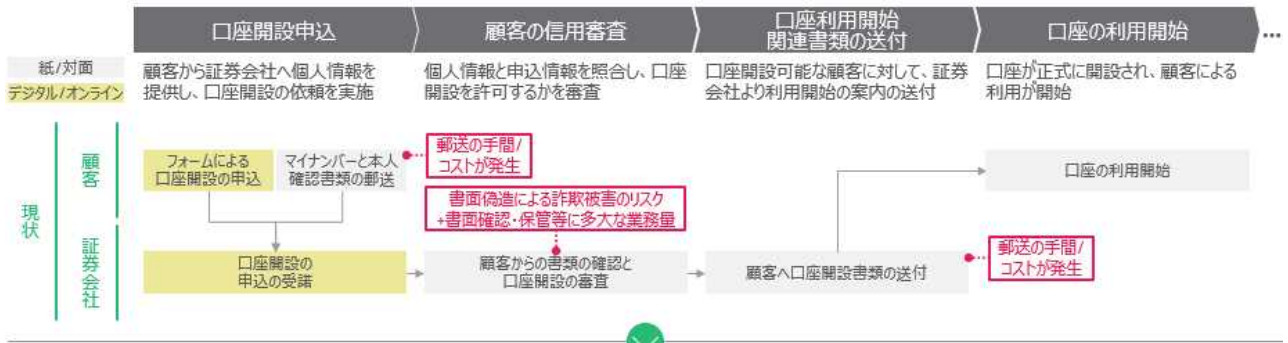 口座開設申込
顧客の信用審査
口座利用開始
関連書類の送付
口座の利用開始
...
紙/対面
デジタル/オンライン
顧客から証券会社へ個人情報を
提供し、口座開設の依頼を実施
個人情報と申込情報を照合し、口座
開設を許可するかを審査
口座開設可能な顧客に対して、証券
会社より利用開始の案内の送付
口座が正式に開設され、顧客による
利用が開始
現状
顧客
フォームによる
口座開設の申込
マイナンバーと本人
確認書類の郵送
郵送の手間/
コストが発生
口座の利用開始
書面偽造による詐欺被害のリスク
+書面確認・保管等に多大な業務量
証券会社
口座開設の
申込の受諾
顧客からの書類の確認と
口座開設の審査
顧客へ口座開設書類の送付
郵送の手間/
コストが発生